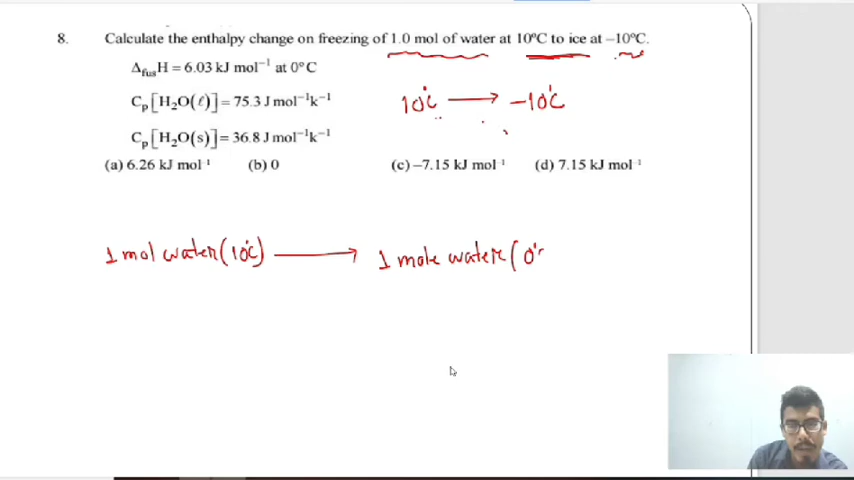 8. Calculate the enthalpy change on freezing of 1.0 mol of water at 10ºC to ice at –10ºC.
ΔfusH = 6.03 kJ mol⁻¹ at 0°C
Cp[H2O(ℓ)] = 75.3 J mol⁻¹k⁻¹
10°C ⟶ –10°C
Cp[H2O(s)] = 36.8 J mol⁻¹k⁻¹
(a) 6.26 kJ mol⁻¹ (b) 0 (c) –7.15 kJ mol⁻¹ (d) 7.15 kJ mol⁻¹
1 mol water (10°C) ⟶ 1 mole water (0°